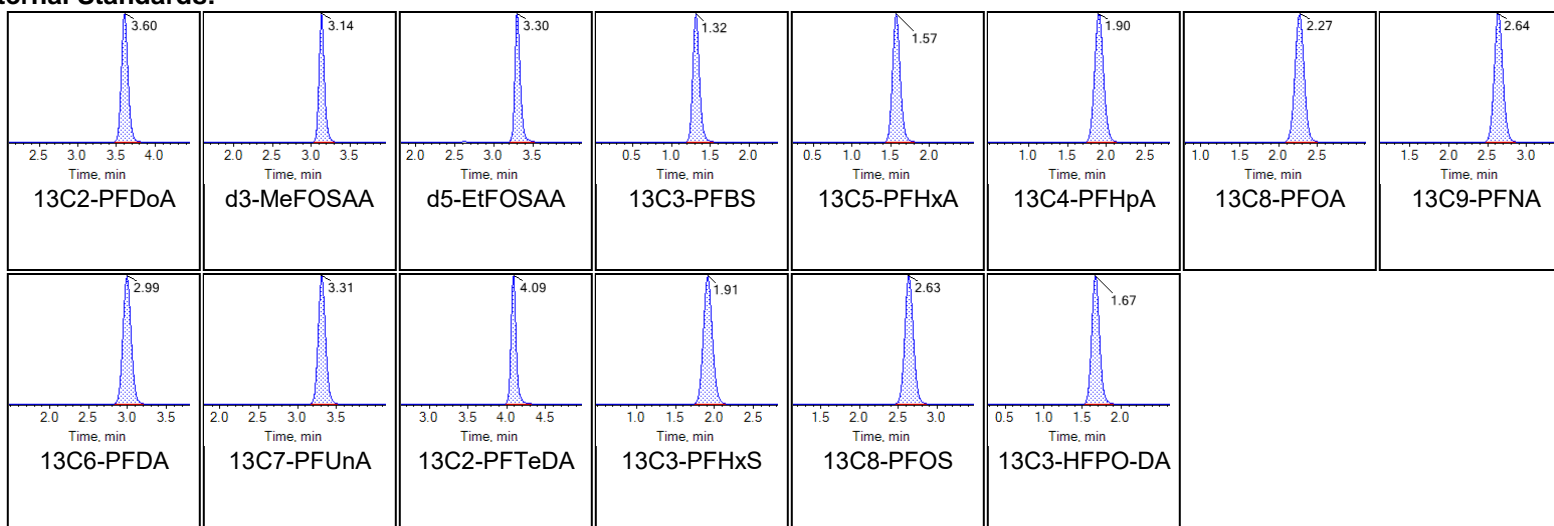 ternal Standards:
3.60 3.14 3.30 1.32 1.57 1.90 2.27 2.64
2.5 3.0 3.5 4.0 2.0 2.5 3.0 3.5 2.0 2.5 3.0 3.5 0.5 1.0 1.5 2.0 0.5 1.0 1.5 2.0 1.0 1.5 2.0 2.5 1.0 1.5 2.0 2.5 1.5 2.0 2.5 3.0
Time, min Time, min Time, min Time, min Time, min Time, min Time, min Time, min
13C2-PFDoA d3-MeFOSAA d5-EtFOSAA 13C3-PFBS 13C5-PFHxA 13C4-PFHpA 13C8-PFOA 13C9-PFNA
2.99 3.31 4.09 1.91 2.63 1.67
2.0 2.5 3.0 3.5 2.0 2.5 3.0 3.5 3.0 3.5 4.0 4.5 1.0 1.5 2.0 2.5 1.5 2.0 2.5 3.0 0.5 1.0 1.5 2.0
Time, min Time, min Time, min Time, min Time, min Time, min
13C6-PFDA 13C7-PFUnA 13C2-PFTeDA 13C3-PFHxS 13C8-PFOS 13C3-HFPO-DA